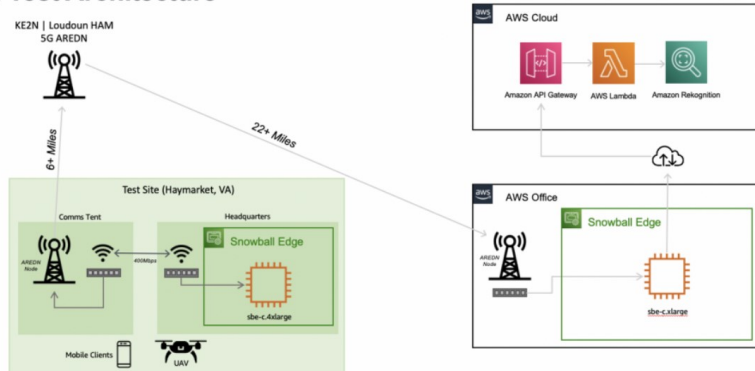 KE2N | Loudoun HAM
5G AREDN
6+ Miles
22+ Miles
Test Site (Haymarket, VA)
Comms Tent
Headquarters
AREDN
Node
400Mbps
Snowball Edge
sbe-c.4xlarge
Mobile Clients
UAV
aws
AWS Cloud
Amazon API Gateway
AWS Lambda
Amazon Rekognition
aws
AWS Office
AREDN
Node
Snowball Edge
sbe-c.xlarge